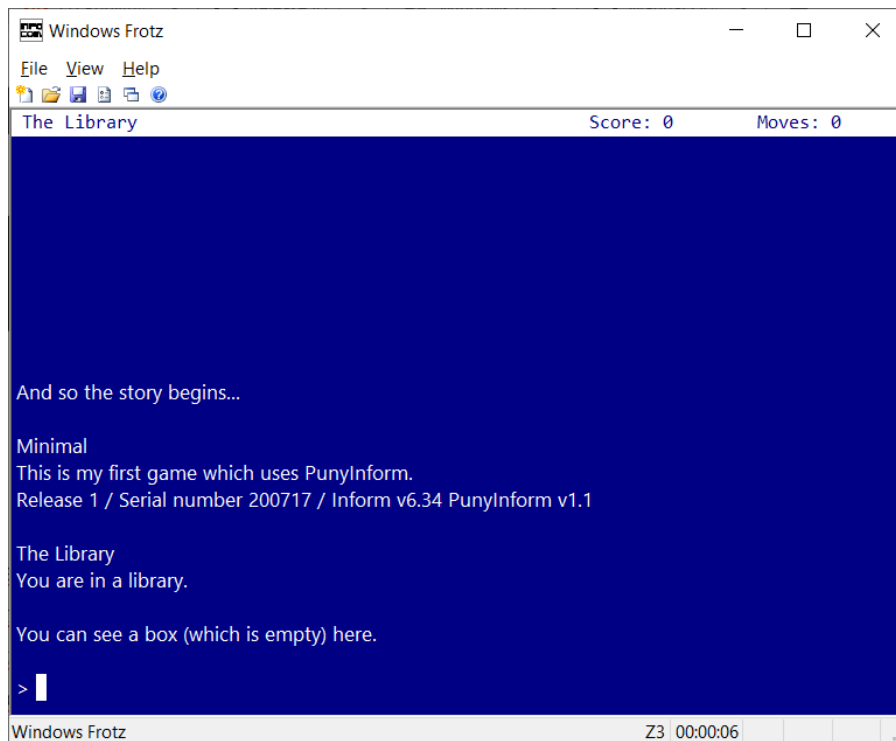 Windows Frotz
File View Help
The Library Score: 0 Moves: 0
And so the story begins...
Minimal
This is my first game which uses PunyInform.
Release 1 / Serial number 200717 / Inform v6.34 PunyInform v1.1
The Library
You are in a library.
You can see a box (which is empty) here.
>
Windows Frotz Z3 00:00:06